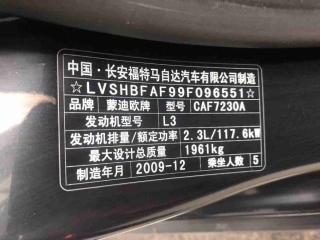 中国·长安福特马自达汽车有限公司制造
☆LVSHBFAF99F096551☆
品牌 蒙迪欧牌 型号 CAF7230A
发动机型号 L3
发动机排量/额定功率 2.3L/117.6kW
最大设计总质量 1961kg
制造年月 2009-12 乘坐人数 5